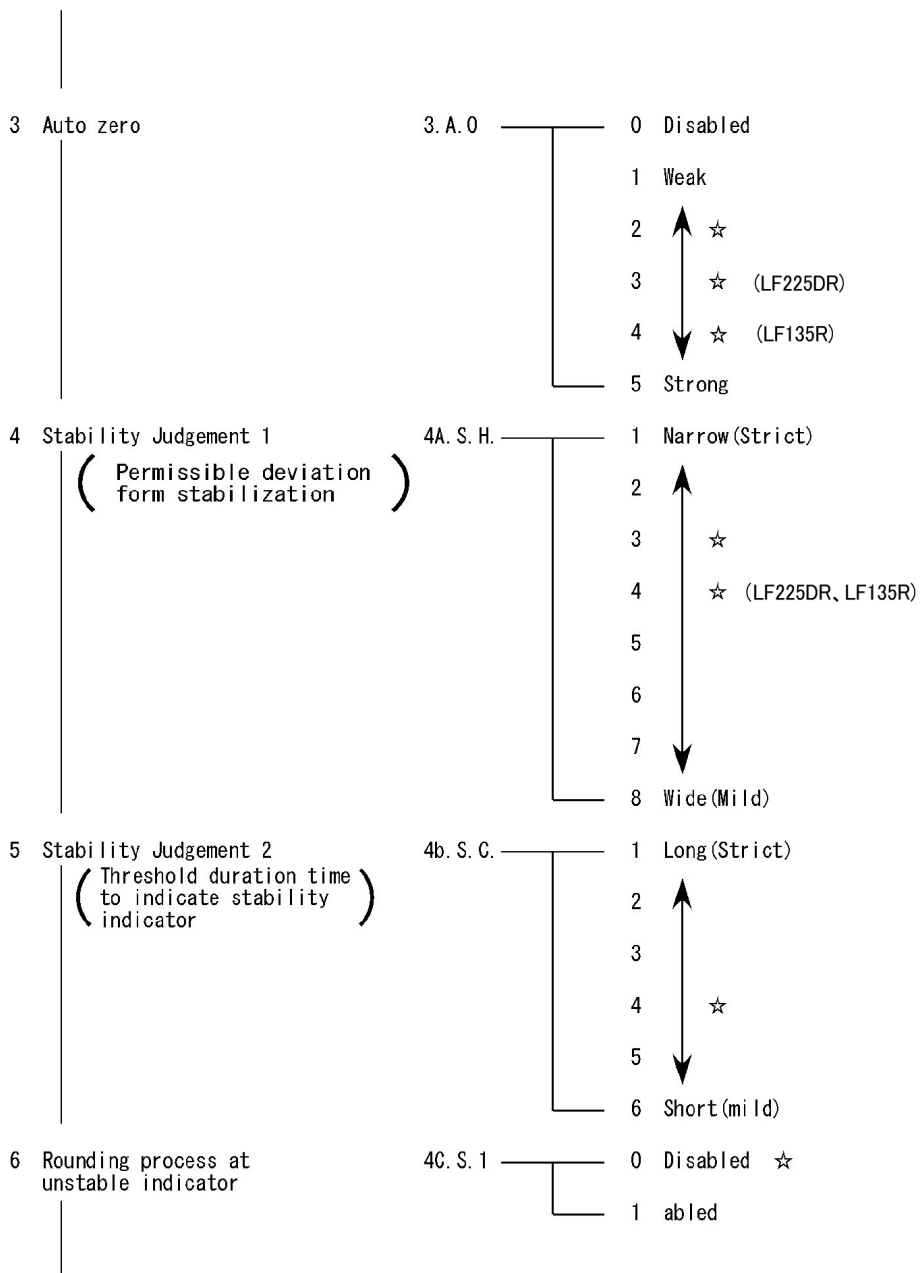 3 Auto zero 3.A.0 0 Disabled
1 Weak
2 ☆
3 ☆ (LF225DR)
4 ☆ (LF135R)
5 Strong
4 Stability Judgement 1 4A.S.H. 1 Narrow(Strict)
(Permissible deviation
form stabilization)
2
3 ☆
4 ☆ (LF225DR、LF135R)
5
6
7
8 Wide(Mild)
5 Stability Judgement 2 4b.S.C. 1 Long(Strict)
(Threshold duration time
to indicate stability
indicator)
2
3
4 ☆
5
6 Short(mild)
6 Rounding process at 4C.S.1 0 Disabled ☆
unstable indicator
1 abled